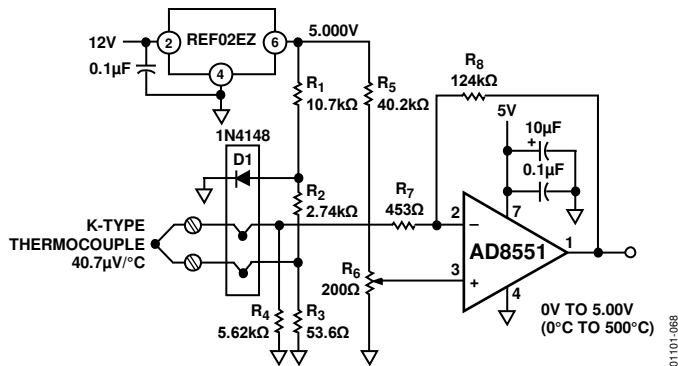 12V
2
REF02EZ
6
5.000V
0.1µF
4
R1
10.7kΩ
R5
40.2kΩ
R8
124kΩ
1N4148
D1
5V
10µF
+
0.1µF
R2
2.74kΩ
R7
453Ω
7
K-TYPE
THERMOCOUPLE
40.7µV/°C
2
−
AD8551
1
R6
200Ω
3
+
4
R4
5.62kΩ
R3
53.6Ω
0V TO 5.00V
(0°C TO 500°C)
01101-068